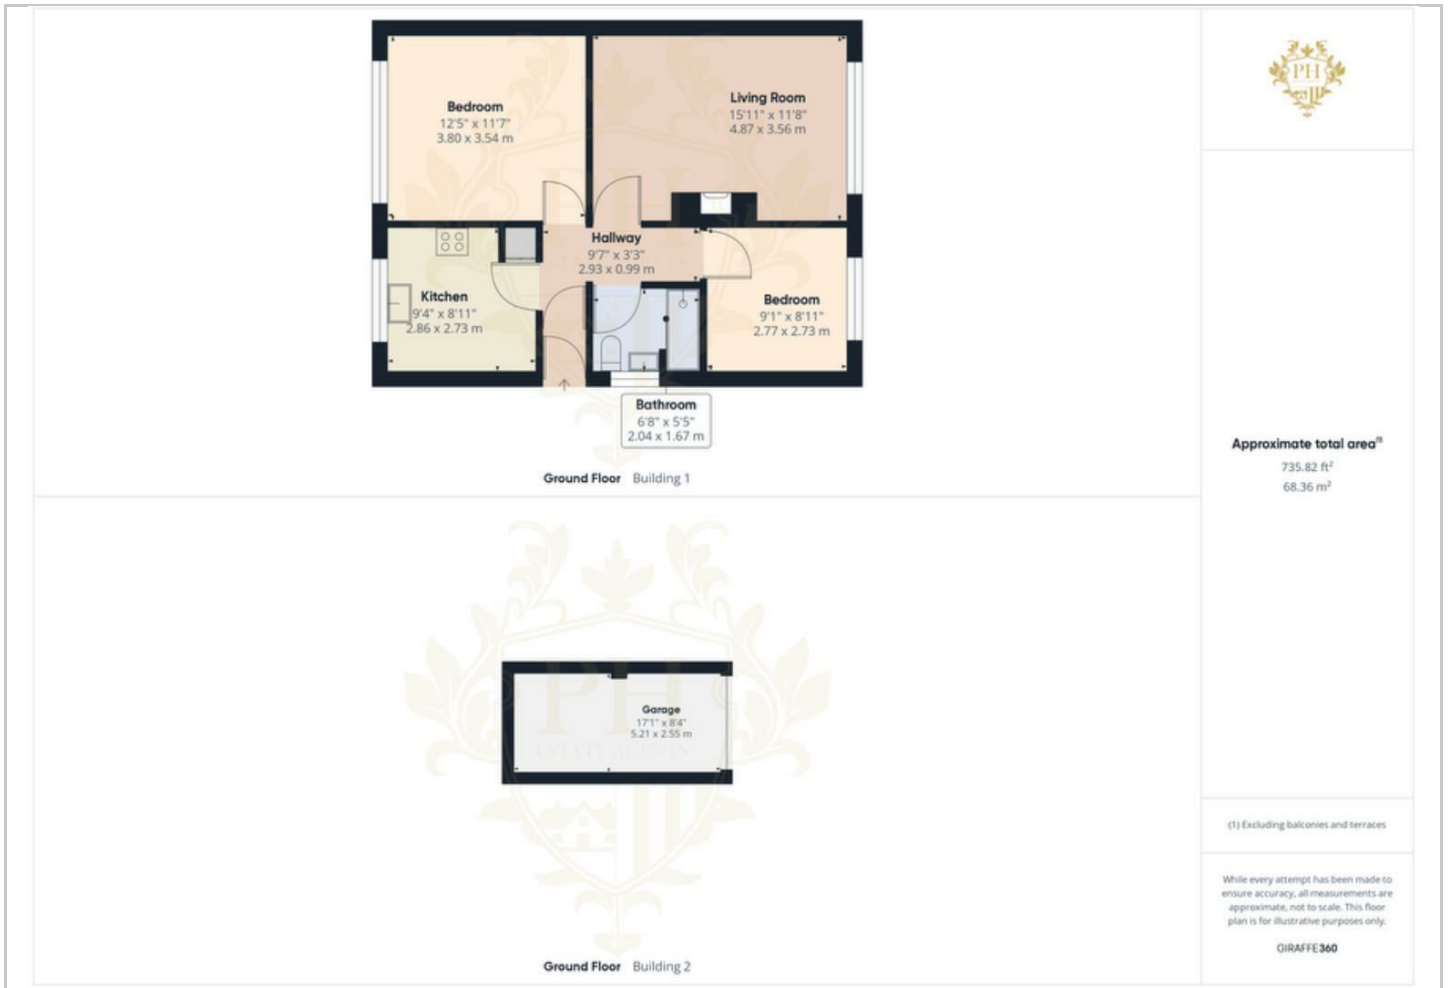 Bedroom
12'5" x 11'7"
3.80 x 3.54 m
Living Room
15'11" x 11'8"
4.87 x 3.56 m
Hallway
9'7" x 3'3"
2.93 x 0.99 m
Kitchen
9'4" x 8'11"
2.86 x 2.73 m
Bedroom
9'1" x 8'11"
2.77 x 2.73 m
Bathroom
6'8" x 5'5"
2.04 x 1.67 m
Ground Floor Building 1
PH
ESTATE AGENTS
Garage
17'1" x 8'4"
5.21 x 2.55 m
Ground Floor Building 2
PH
Approximate total area(1)
735.82 ft²
68.36 m²
(1) Excluding balconies and terraces
While every attempt has been made to
ensure accuracy, all measurements are
approximate, not to scale. This floor
plan is for illustrative purposes only.
GIRAFFE360